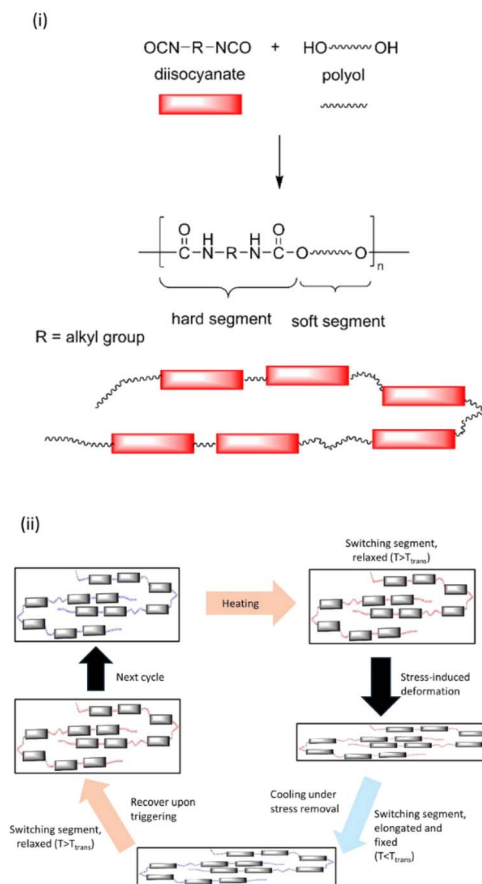 (i)
OCN–R–NCO + HO OH
diisocyanate polyol
O H H O
C–N–R–N–C–O O
n
hard segment soft segment
R = alkyl group
(ii)
Switching segment,
relaxed (T>Ttrans)
Heating
Next cycle
Stress-induced
deformation
Cooling under
stress removal
Recover upon
triggering
Switching segment,
elongated and
fixed
(T<Ttrans)
Switching segment,
relaxed (T>Ttrans)